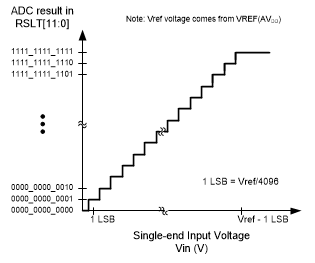 ADC result in
RSLT[11:0]
Note: Vref voltage comes from VREF(AVDD)
1111_1111_1111
1111_1111_1110
1111_1111_1101
0000_0000_0010
0000_0000_0001
0000_0000_0000
1 LSB = Vref/4096
1 LSB
Vref - 1 LSB
Single-end Input Voltage
Vin (V)